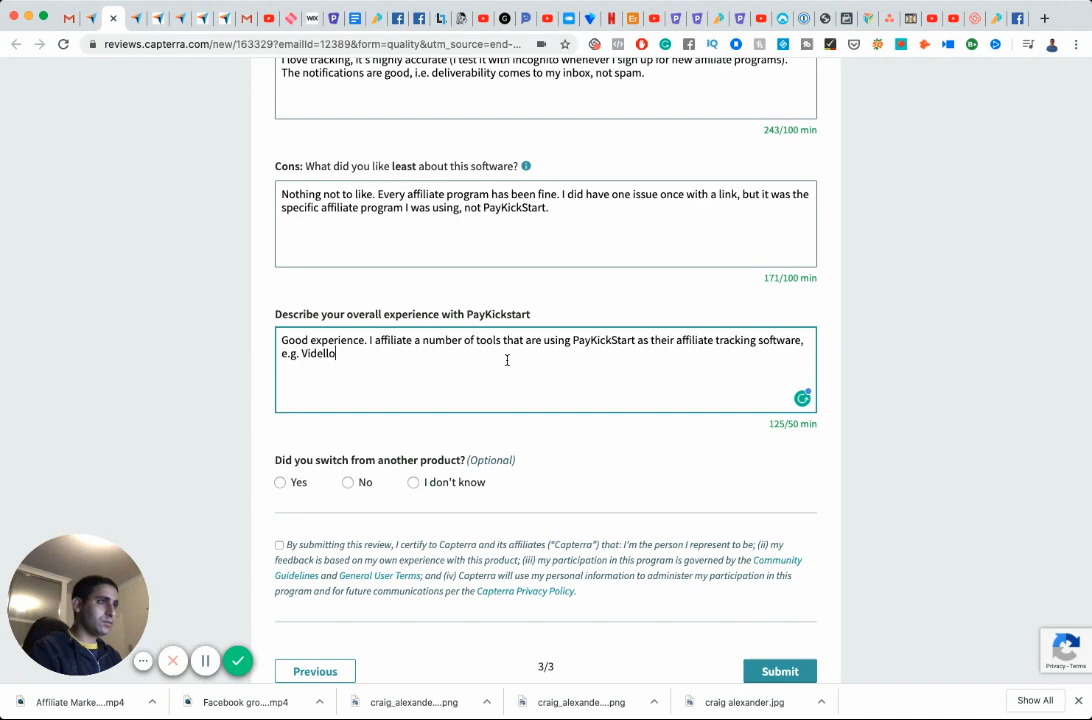 reviews.capterra.com/new/163329?emailId=12389&form=quality&utm_source=end-...
I love tracking, it's highly accurate (I test it with incognito whenever I sign up for new affiliate programs).
The notifications are good, i.e. deliverability comes to my inbox, not spam.
243/100 min
Cons: What did you like least about this software?
Nothing not to like. Every affiliate program has been fine. I did have one issue once with a link, but it was the
specific affiliate program I was using, not PayKickStart.
171/100 min
Describe your overall experience with PayKickstart
Good experience. I affiliate a number of tools that are using PayKickStart as their affiliate tracking software,
e.g. Vidello
125/50 min
Did you switch from another product? (Optional)
Yes No I don't know
By submitting this review, I certify to Capterra and its affiliates (“Capterra”) that: I'm the person I represent to be; (ii) my
feedback is based on my own experience with this product; (iii) my participation in this program is governed by the Community
Guidelines and General User Terms; and (iv) Capterra will use my personal information to administer my participation in this
program and for future communications per the Capterra Privacy Policy.
Previous 3/3 Submit
Privacy - Terms
Affiliate Marke....mp4 Facebook gro....mp4 craig_alexande....png craig_alexande....png craig alexander.jpg Show All